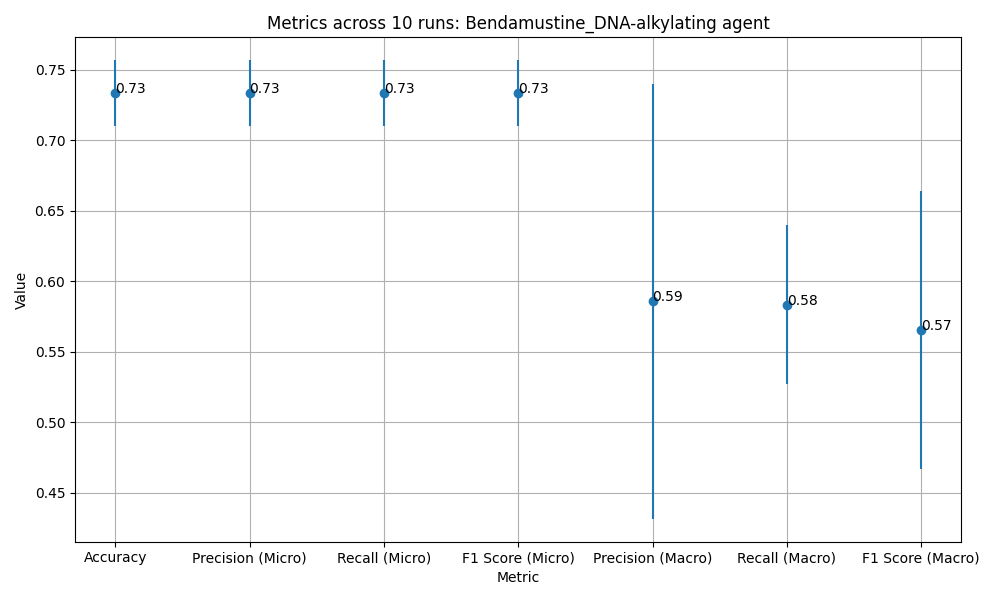 Metrics across 10 runs: Bendamustine_DNA-alkylating agent
Value
0.75
0.70
0.65
0.60
0.55
0.50
0.45
0.73
0.73
0.73
0.73
0.59
0.58
0.57
Accuracy
Precision (Micro)
Recall (Micro)
F1 Score (Micro)
Precision (Macro)
Recall (Macro)
F1 Score (Macro)
Metric